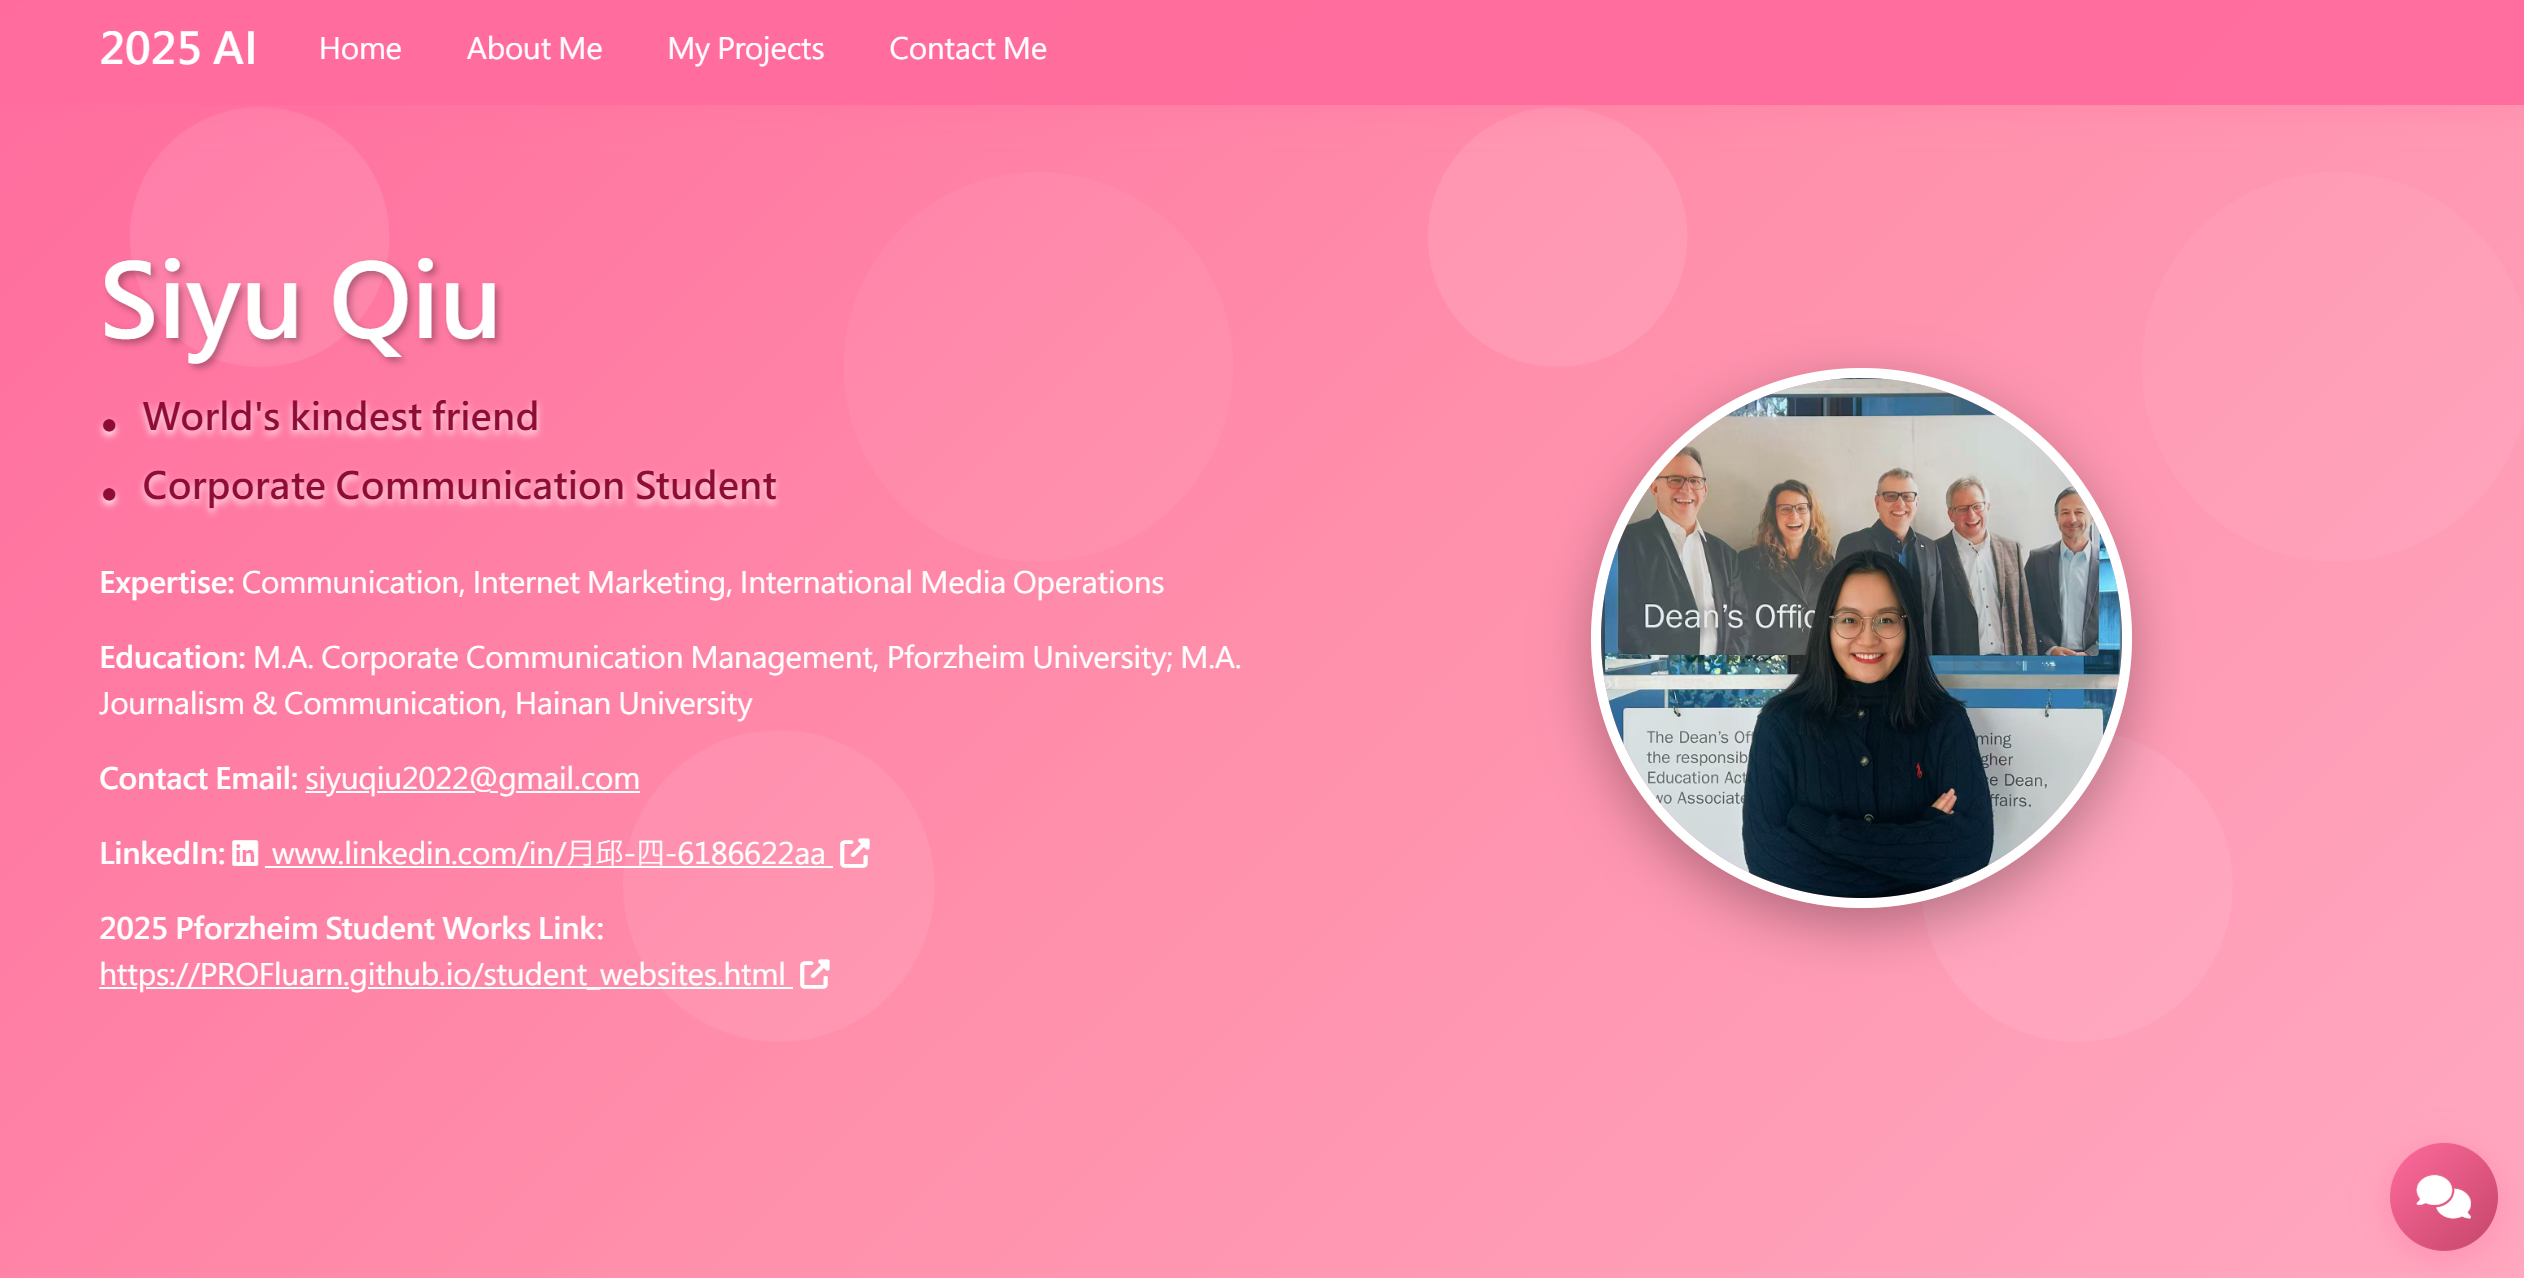 2025 AI Home About Me My Projects Contact Me
Siyu Qiu
• World's kindest friend
• Corporate Communication Student
Expertise: Communication, Internet Marketing, International Media Operations
Education: M.A. Corporate Communication Management, Pforzheim University; M.A.
Journalism & Communication, Hainan University
Contact Email: siyuqiu2022@gmail.com
LinkedIn: in www.linkedin.com/in/月邱-四-6186622aa
2025 Pforzheim Student Works Link:
https://PROFluarn.github.io/student_websites.html
Dean's Offic
The Dean's Off ming
the responsib gher
Education Act e Dean,
wo Associate ffairs.